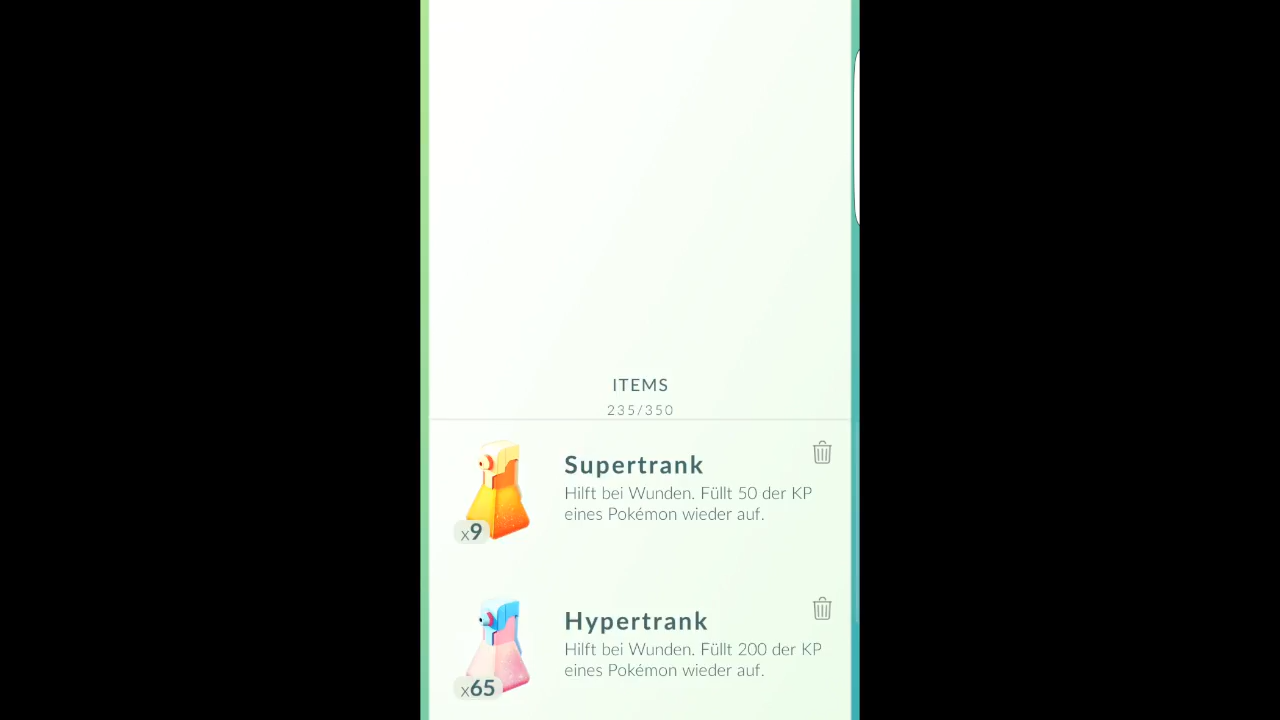 ITEMS
235/350
Supertrank
Hilft bei Wunden. Füllt 50 der KP
eines Pokémon wieder auf.
x9
Hypertrank
Hilft bei Wunden. Füllt 200 der KP
eines Pokémon wieder auf.
x65